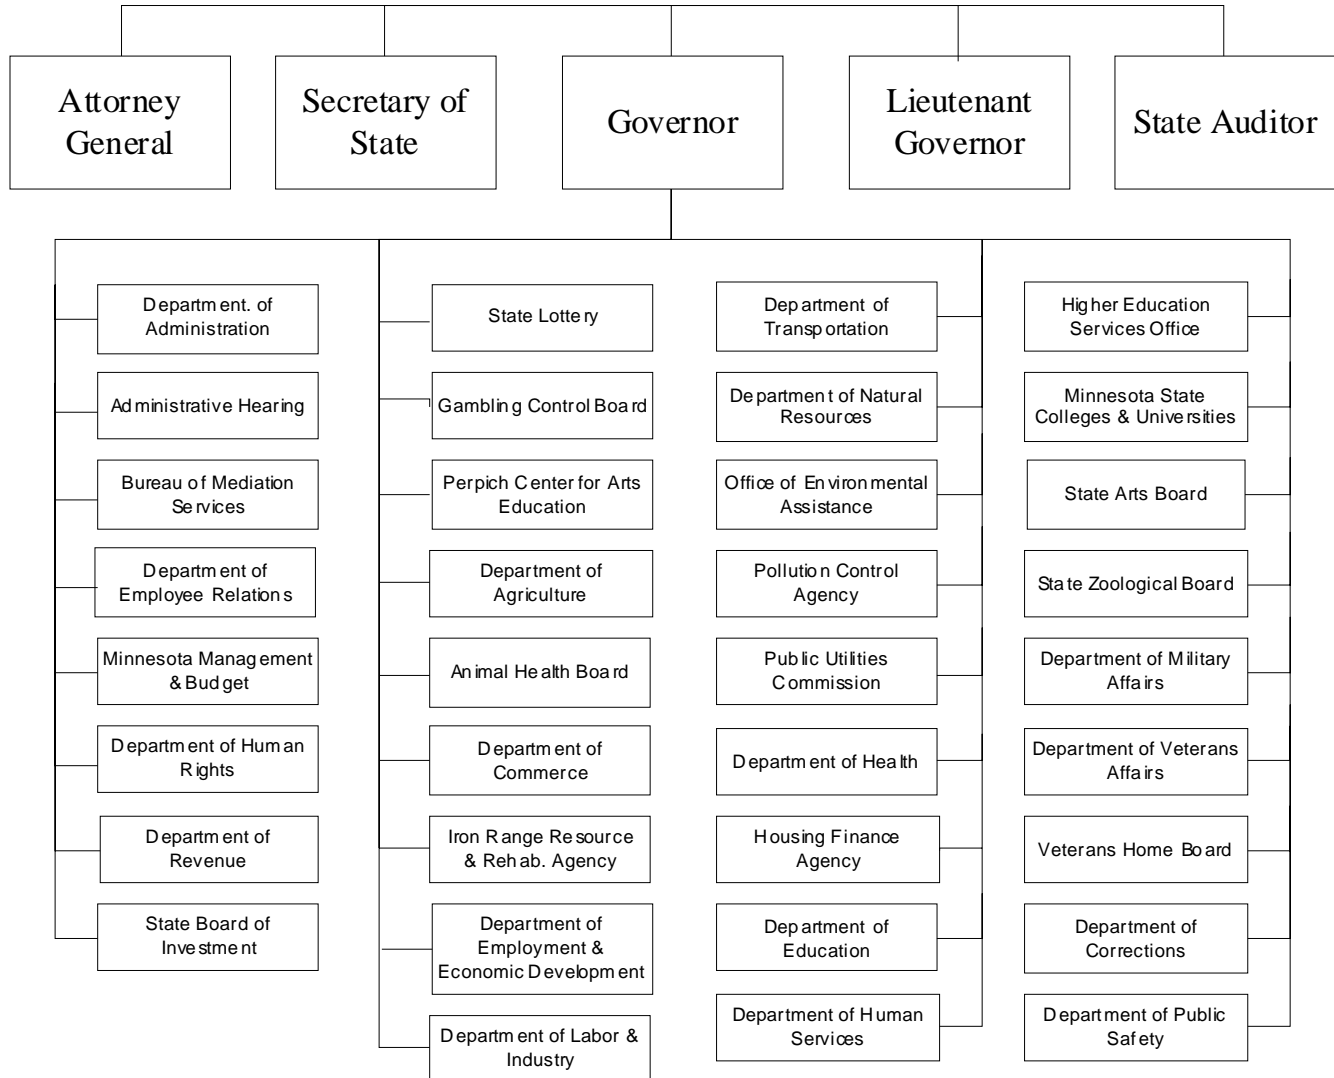 Attorney
General
Secretary of
State
Governor
Lieutenant
Governor
State Auditor
Department. of
Administration
Administrative Hearing
Bureau of Mediation
Services
Department of
Employee Relations
Minnesota Management
& Budget
Department of Human
Rights
Department of
Revenue
State Board of
Investment
State Lottery
Gambling Control Board
Perpich Center for Arts
Education
Department of
Agriculture
Animal Health Board
Department of
Commerce
Iron Range Resource
& Rehab. Agency
Department of
Employment &
Economic Development
Department of Labor &
Industry
Department of
Transportation
Department of Natural
Resources
Office of Environmental
Assistance
Pollution Control
Agency
Public Utilities
Commission
Department of Health
Housing Finance
Agency
Department of
Education
Department of Human
Services
Higher Education
Services Office
Minnesota State
Colleges & Universities
State Arts Board
State Zoological Board
Department of Military
Affairs
Department of Veterans
Affairs
Veterans Home Board
Department of
Corrections
Department of Public
Safety